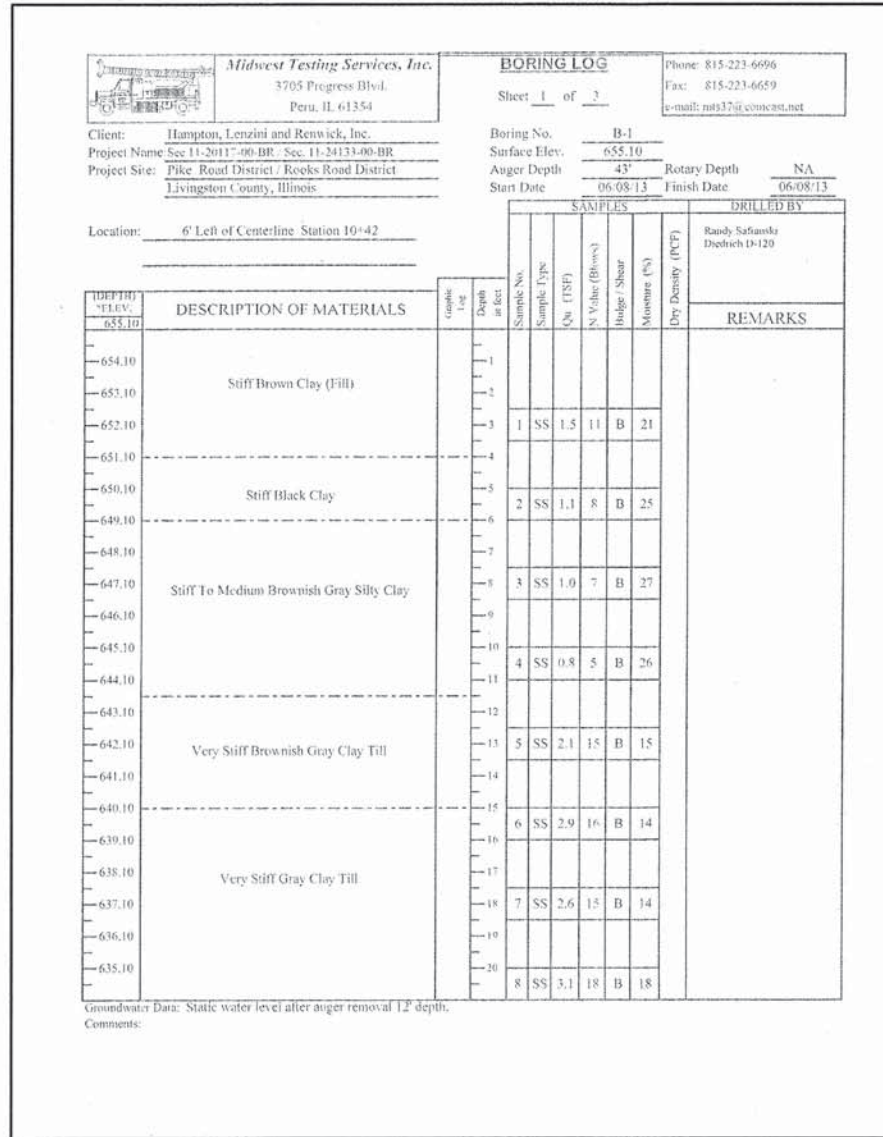 Midwest Testing Services, Inc.
3705 Progress Blvd.
Peru, IL 61354
BORING LOG
Sheet 1 of 3
Phone: 815-223-6696
Fax: 815-223-6659
e-mail: mts37@comcast.net
Client: Hampton, Lenzini and Renwick, Inc.
Project Name: Sec 11-20117-00-BR / Sec. 11-24133-00-BR
Project Site: Pike Road District / Rooks Road District
Livingston County, Illinois
Boring No. B-1
Surface Elev. 655.10
Auger Depth 43' Rotary Depth NA
Start Date 06/08/13 Finish Date 06/08/13
Location: 6' Left of Centerline Station 10+42
SAMPLES
DRILLED BY
Randy Safianski
Diedrich D-120
(DEPTH) *ELEV. 655.10
DESCRIPTION OF MATERIALS
Graphic Log
Depth in feet
Sample No.
Sample Type
Qu (TSF)
N Value (Blows)
Bulge / Shear
Moisture (%)
Dry Density (PCF)
REMARKS
654.10 1
653.10 Stiff Brown Clay (Fill) 2
652.10 3 1 SS 1.5 11 B 21
651.10 4
650.10 Stiff Black Clay 5
2 SS 1.1 8 B 25
649.10 6
648.10 7
647.10 Stiff To Medium Brownish Gray Silty Clay 8 3 SS 1.0 7 B 27
646.10 9
645.10 10
4 SS 0.8 5 B 26
644.10 11
643.10 12
642.10 Very Stiff Brownish Gray Clay Till 13 5 SS 2.1 15 B 15
641.10 14
640.10 15
6 SS 2.9 16 B 14
639.10 16
638.10 Very Stiff Gray Clay Till 17
637.10 18 7 SS 2.6 15 B 14
636.10 19
635.10 20
8 SS 3.1 18 B 18
Groundwater Data: Static water level after auger removal 12' depth.
Comments: